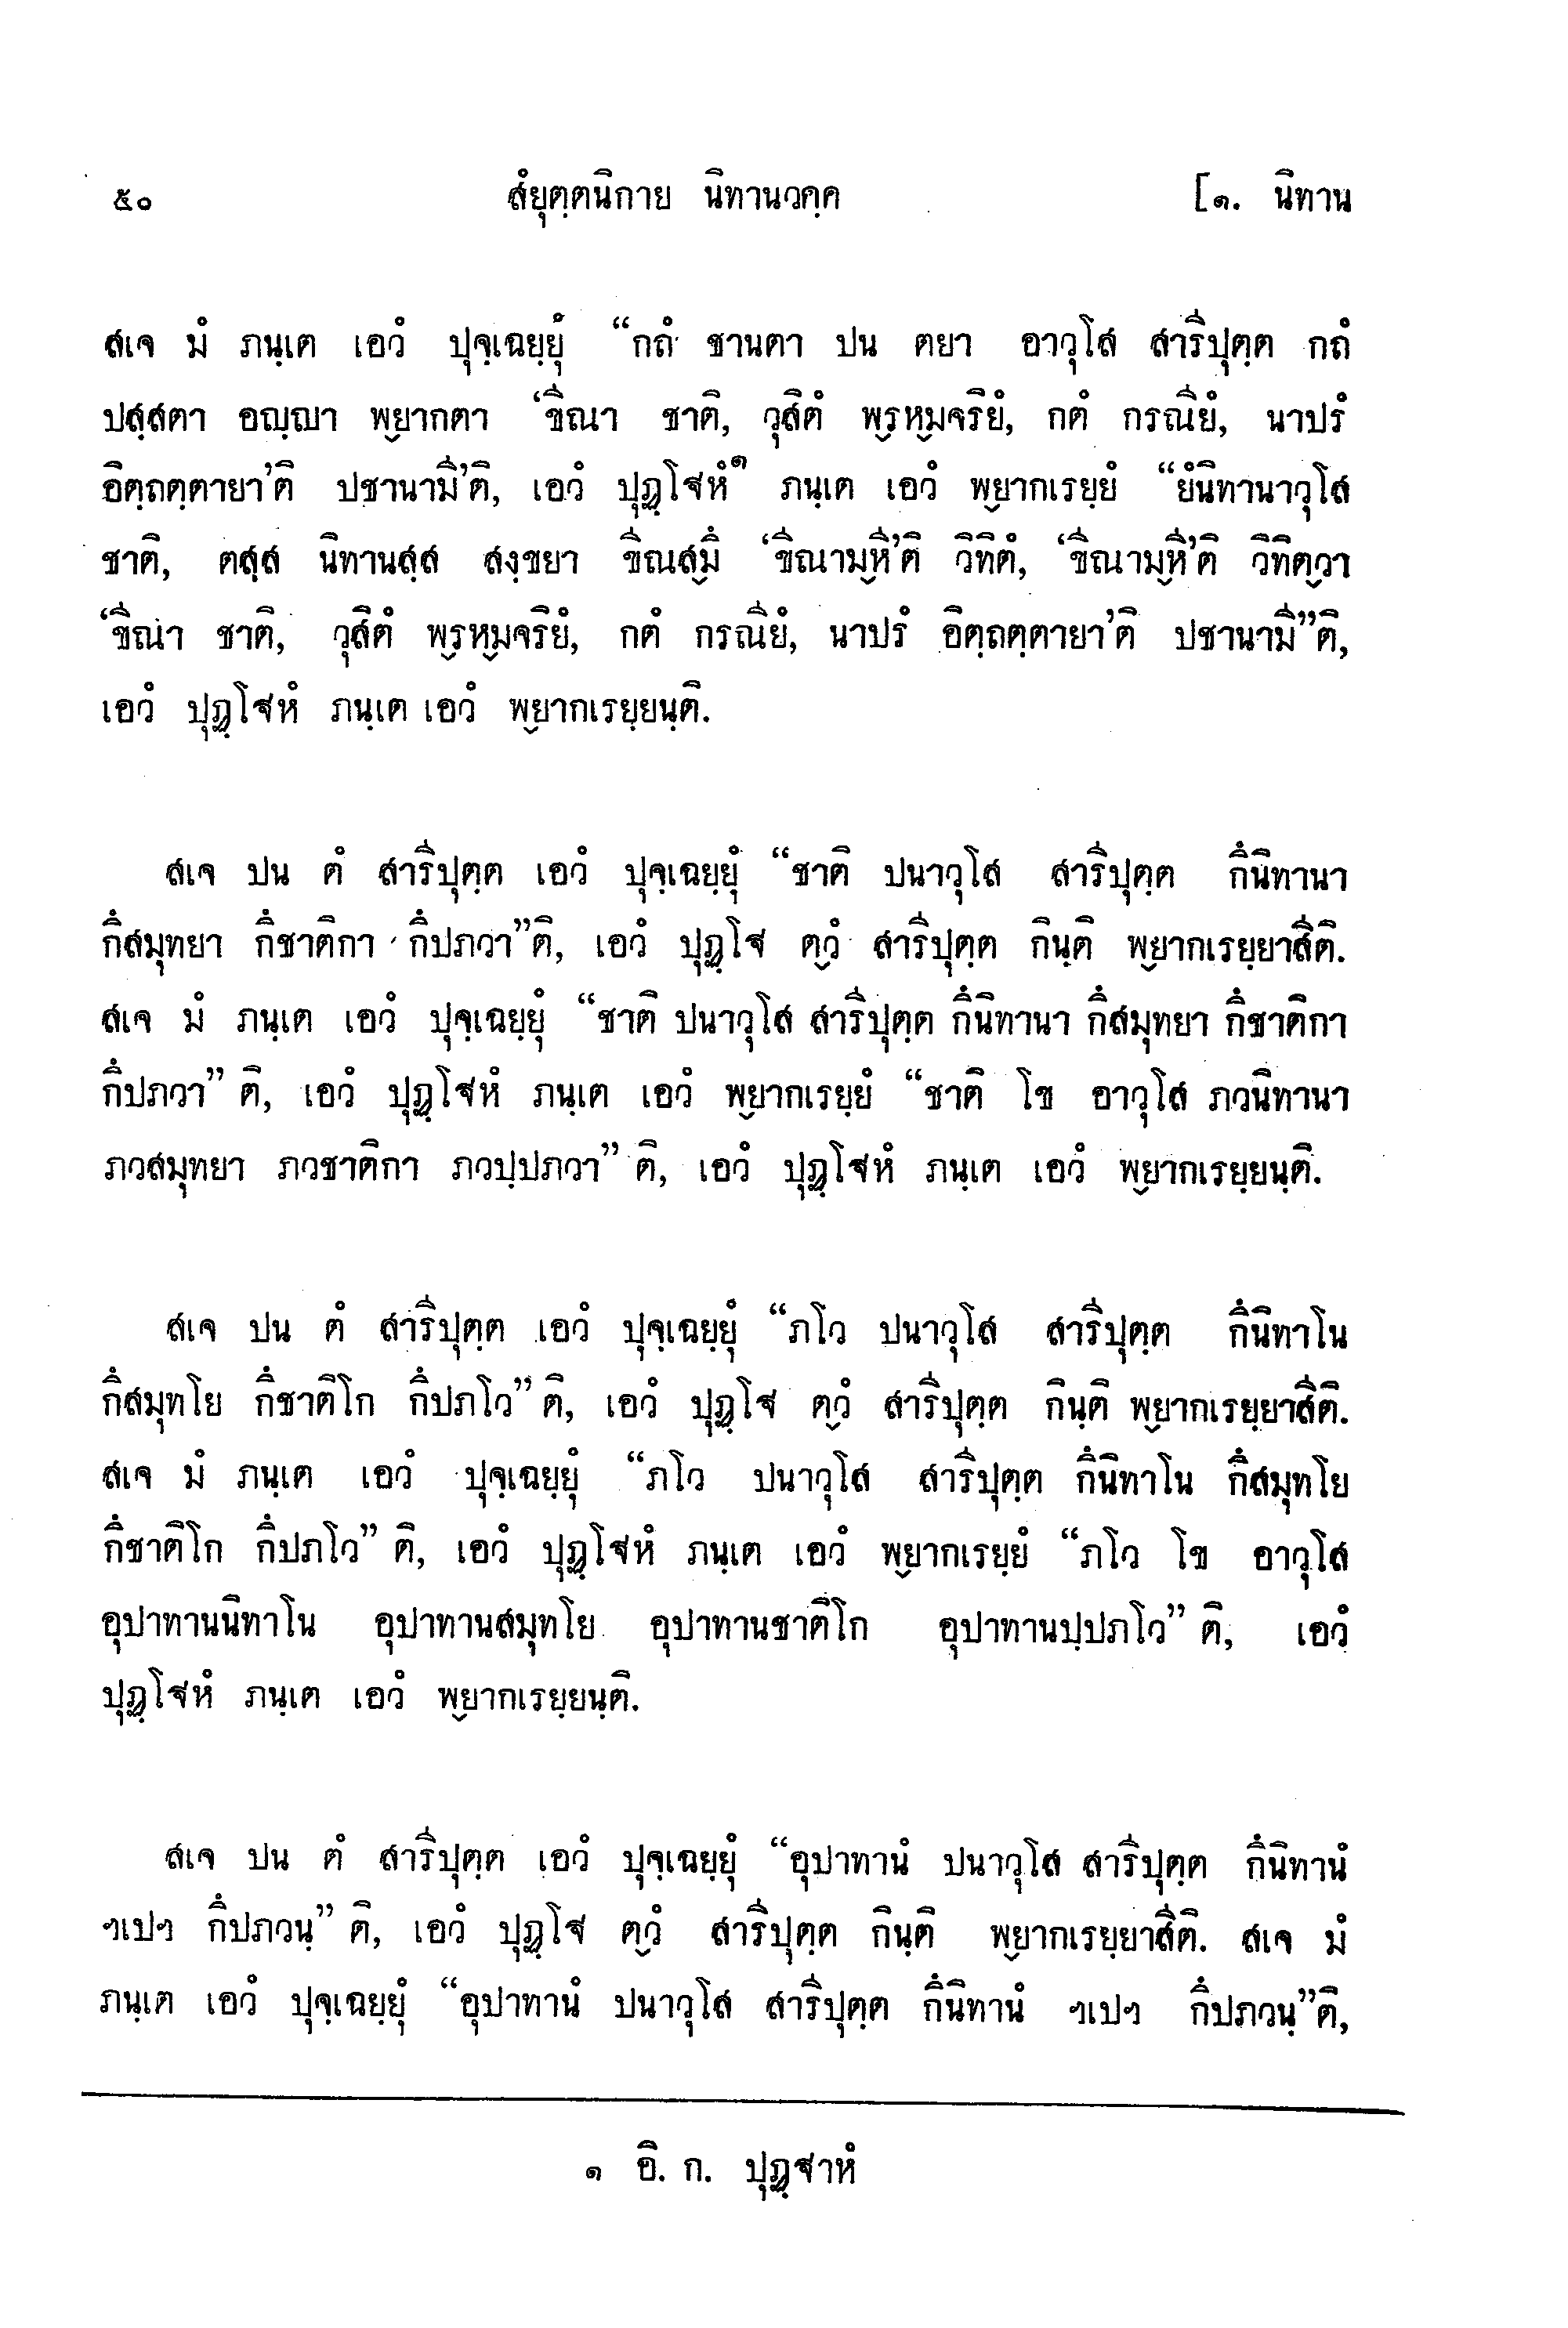 ๕๐ สํยุตฺตนิกาย นิทานวคฺค [๑. นิทาน
สเจ มํ ภนฺเต เอวํ ปุจฺเฉยฺยุํ “กถํ ชานตา ปน ตยา อาวุโส สารีปุตฺต กถํ
ปสฺสตา อญฺญา พฺยากตา ‘ขีณา ชาติ, วุสิตํ พฺรหฺมจริยํ, กตํ กรณียํ, นาปรํ
อิตฺถตฺตายา’ติ ปชานามี’ติ, เอวํ ปุฏฺโฐหํ๑ ภนฺเต เอวํ พฺยากเรยฺยํ “ยํนิทานาวุโส
ชาติ, ตสฺส นิทานสฺส สงฺขยา ขีณสฺมึ ‘ขีณามฺหี’ติ วิทิตํ, ‘ขีณามฺหี’ติ วิทิตฺวา
‘ขีณา ชาติ, วุสิตํ พฺรหฺมจริยํ, กตํ กรณียํ, นาปรํ อิตฺถตฺตายา’ติ ปชานามี”ติ,
เอวํ ปุฏฺโฐหํ ภนฺเต เอวํ พฺยากเรยฺยนฺติ.
สเจ ปน ตํ สารีปุตฺต เอวํ ปุจฺเฉยฺยุํ “ชาติ ปนาวุโส สารีปุตฺต กึนิทานา
กึสมุทยา กึชาติกา กึปภวา”ติ, เอวํ ปุฏฺโฐ ตฺวํ สารีปุตฺต กินฺติ พฺยากเรยฺยาสีติ.
สเจ มํ ภนฺเต เอวํ ปุจฺเฉยฺยุํ “ชาติ ปนาวุโส สารีปุตฺต กึนิทานา กึสมุทยา กึชาติกา
กึปภวา” ติ, เอวํ ปุฏฺโฐหํ ภนฺเต เอวํ พฺยากเรยฺยํ “ชาติ โข อาวุโส ภวนิทานา
ภวสมุทยา ภวชาติกา ภวปฺปภวา” ติ, เอวํ ปุฏฺโฐหํ ภนฺเต เอวํ พฺยากเรยฺยนฺติ.
สเจ ปน ตํ สารีปุตฺต เอวํ ปุจฺเฉยฺยุํ “ภโว ปนาวุโส สารีปุตฺต กึนิทาโน
กึสมุทโย กึชาติโก กึปภโว” ติ, เอวํ ปุฏฺโฐ ตฺวํ สารีปุตฺต กินฺติ พฺยากเรยฺยาสีติ.
สเจ มํ ภนฺเต เอวํ ปุจฺเฉยฺยุํ “ภโว ปนาวุโส สารีปุตฺต กึนิทาโน กึสมุทโย
กึชาติโก กึปภโว” ติ, เอวํ ปุฏฺโฐหํ ภนฺเต เอวํ พฺยากเรยฺยํ “ภโว โข อาวุโส
อุปาทานนิทาโน อุปาทานสมุทโย อุปาทานชาติโก อุปาทานปฺปภโว” ติ, เอวํ
ปุฏฺโฐหํ ภนฺเต เอวํ พฺยากเรยฺยนฺติ.
สเจ ปน ตํ สารีปุตฺต เอวํ ปุจฺเฉยฺยุํ “อุปาทานํ ปนาวุโส สารีปุตฺต กึนิทานํ
ฯเปฯ กึปภวนฺ” ติ, เอวํ ปุฏฺโฐ ตฺวํ สารีปุตฺต กินฺติ พฺยากเรยฺยาสีติ. สเจ มํ
ภนฺเต เอวํ ปุจฺเฉยฺยุํ “อุปาทานํ ปนาวุโส สารีปุตฺต กึนิทานํ ฯเปฯ กึปภวนฺ”ติ,
๑ อิ. ก. ปุฏฺฐาหํ